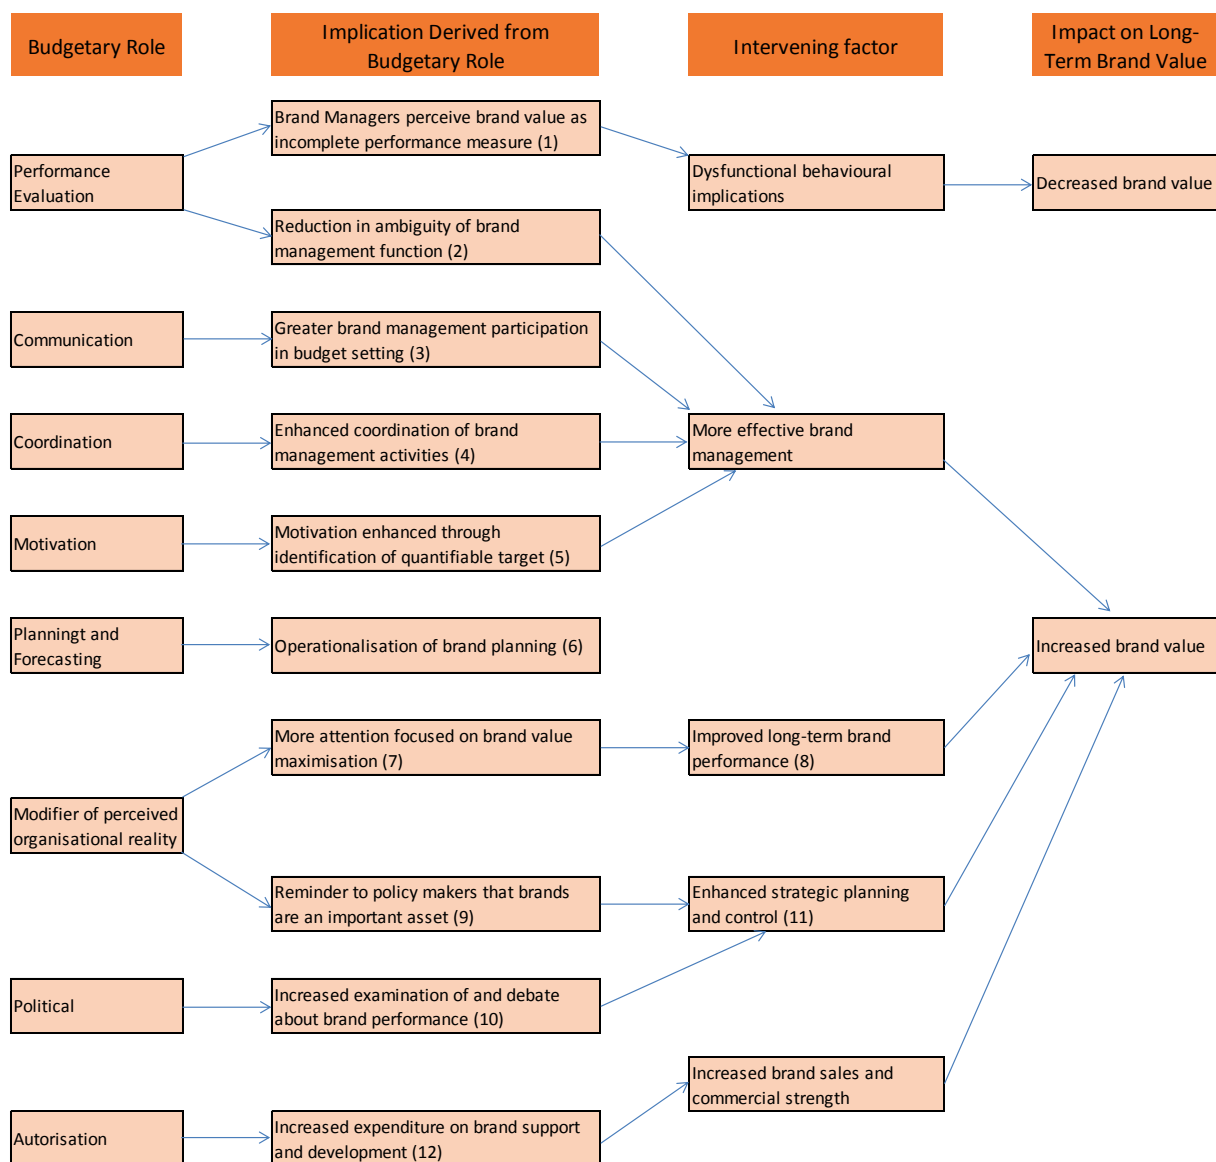 Budgetary Role
Implication Derived from
Budgetary Role
Intervening factor
Impact on Long-
Term Brand Value
Performance
Evaluation
Brand Managers perceive brand value as
incomplete performance measure (1)
Dysfunctional behavioural
implications
Decreased brand value
Reduction in ambiguity of brand
management function (2)
Communication
Greater brand management participation
in budget setting (3)
Coordination
Enhanced coordination of brand
management activities (4)
More effective brand
management
Motivation
Motivation enhanced through
identification of quantifiable target (5)
Planningt and
Forecasting
Operationalisation of brand planning (6)
Increased brand value
Modifier of perceived
organisational reality
More attention focused on brand value
maximisation (7)
Improved long-term brand
performance (8)
Reminder to policy makers that brands
are an important asset (9)
Enhanced strategic planning
and control (11)
Political
Increased examination of and debate
about brand performance (10)
Increased brand sales and
commercial strength
Autorisation
Increased expenditure on brand support
and development (12)